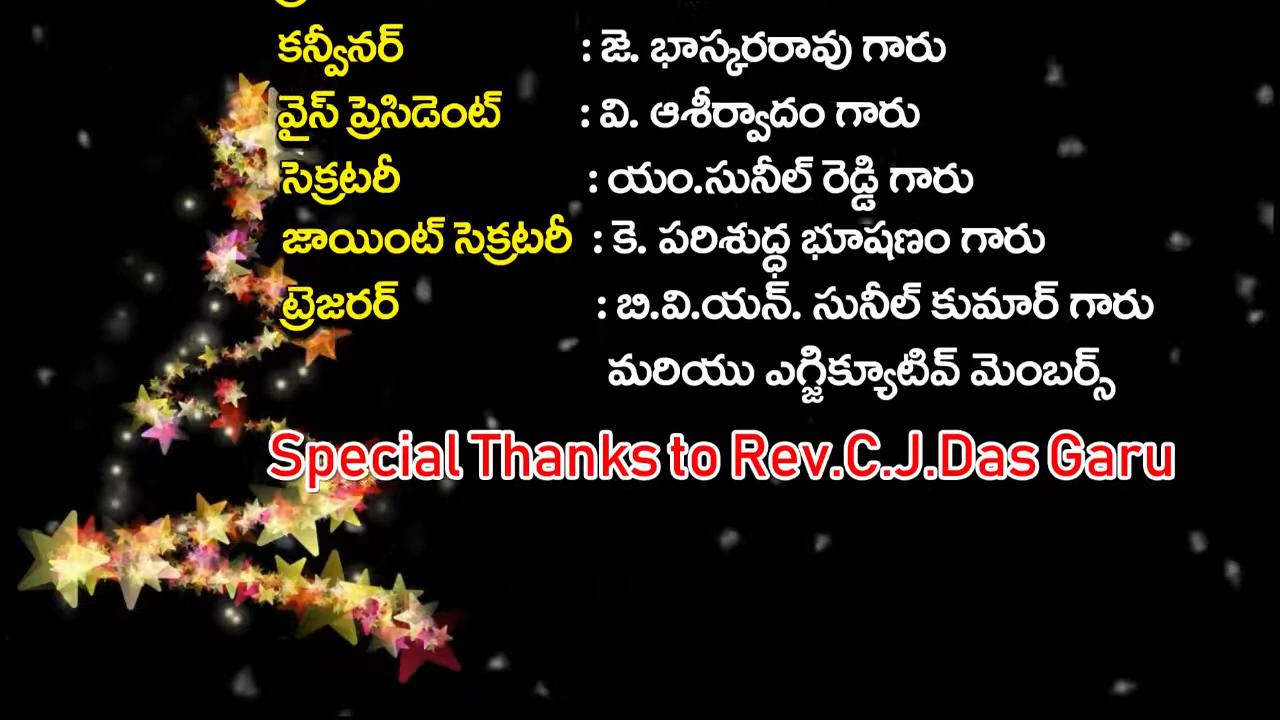 కన్వీనర్ : జె. భాస్కరరావు గారు
వైస్ ప్రెసిడెంట్ : వి. ఆశీర్వాదం గారు
సెక్రటరీ : యం.సునీల్ రెడ్డి గారు
జాయింట్ సెక్రటరీ : కె. పరిశుద్ధ భూషణం గారు
ట్రెజరర్ : బి.వి.యన్. సునీల్ కుమార్ గారు
మరియు ఎగ్జిక్యూటివ్ మెంబర్స్
Special Thanks to Rev.C.J.Das Garu